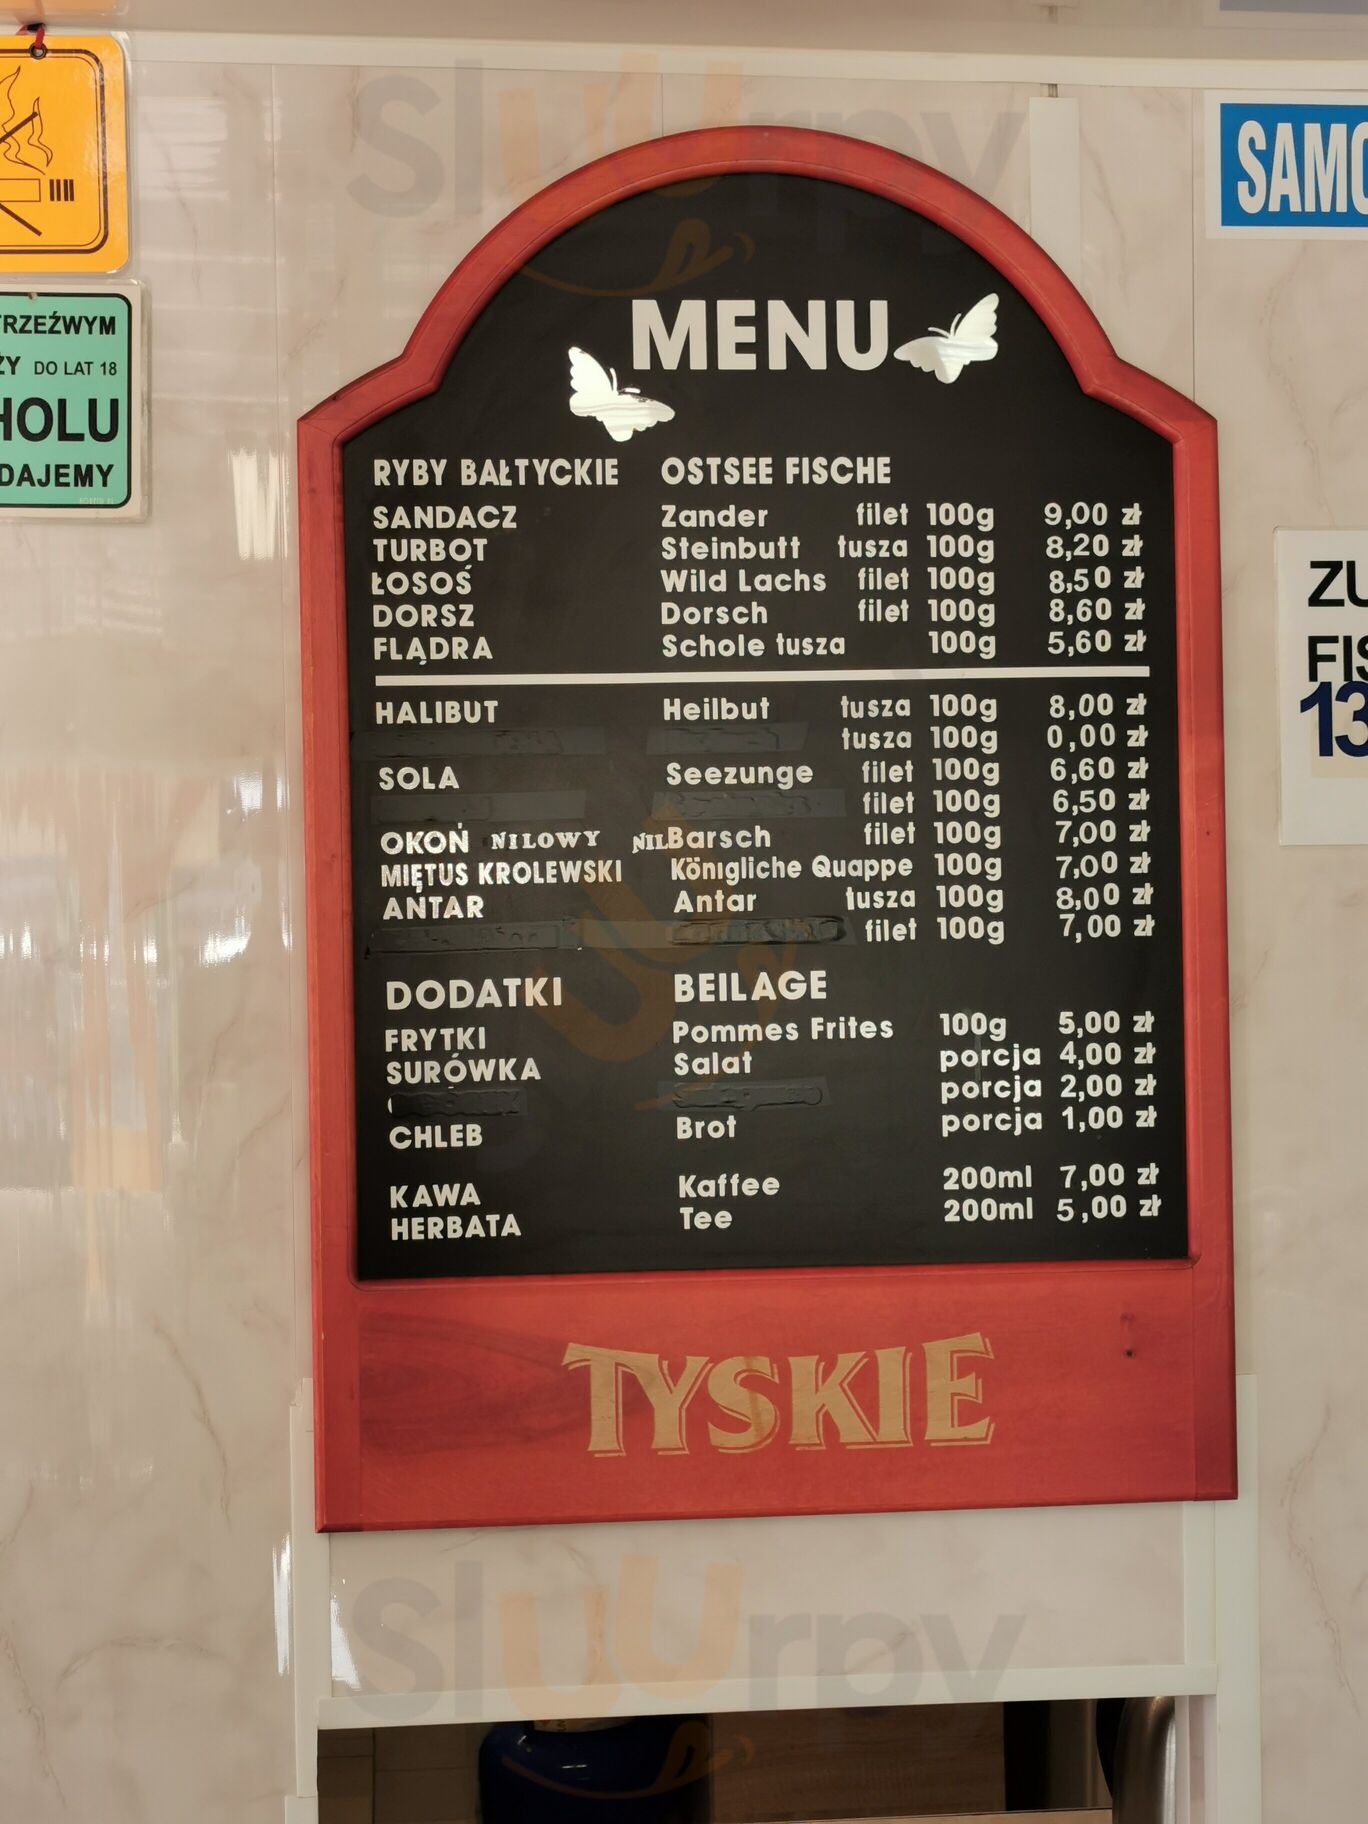 SAMO
TRZEŹWYM
ZY DO LAT 18
HOLU
DAJEMY
MENU
RYBY BAŁTYCKIE OSTSEE FISCHE
SANDACZ Zander filet 100g 9,00 zł
TURBOT Steinbutt tusza 100g 8,20 zł
ŁOSOŚ Wild Lachs filet 100g 8,50 zł
DORSZ Dorsch filet 100g 8,60 zł
FLĄDRA Schole tusza 100g 5,60 zł
HALIBUT Heilbut tusza 100g 8,00 zł
tusza 100g 0,00 zł
SOLA Seezunge filet 100g 6,60 zł
filet 100g 6,50 zł
OKOŃ NILOWY NILBarsch filet 100g 7,00 zł
MIĘTUS KROLEWSKI Königliche Quappe 100g 7,00 zł
ANTAR Antar tusza 100g 8,00 zł
filet 100g 7,00 zł
DODATKI BEILAGE
FRYTKI Pommes Frites 100g 5,00 zł
SURÓWKA Salat porcja 4,00 zł
porcja 2,00 zł
CHLEB Brot porcja 1,00 zł
KAWA Kaffee 200ml 7,00 zł
HERBATA Tee 200ml 5,00 zł
TYSKIE
ZU
FIS
13
Sluurpy
Sluurpy